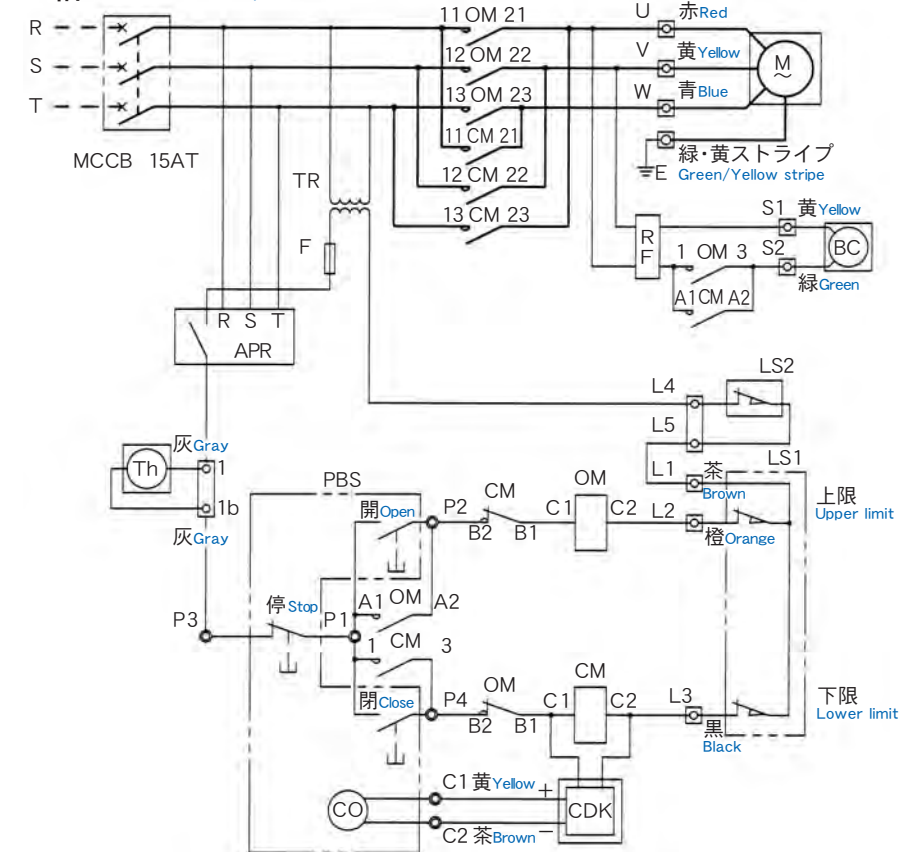 R
S
T
MCCB 15AT
11 OM 21
12 OM 22
13 OM 23
11 CM 21
12 CM 22
13 CM 23
U 赤Red
V 黄Yellow
W 青Blue
M
~
緑・黄ストライプ
E Green/Yellow stripe
TR
F
RF
S1 黄Yellow
S2
緑Green
BC
1 OM 3
A1 CM A2
R S T
APR
L4
LS2
L5
灰Gray
Th
1
1b
灰Gray
L1 茶
Brown
LS1
PBS
開Open
P2
CM
B2 B1
C1 OM C2
L2
橙Orange
上限
Upper limit
P3
停Stop
P1
A1 OM A2
1 CM 3
閉Close
P4
OM
B2 B1
C1 CM C2
L3
黒
Black
下限
Lower limit
CO
C1 黄Yellow +
C2 茶Brown −
CDK